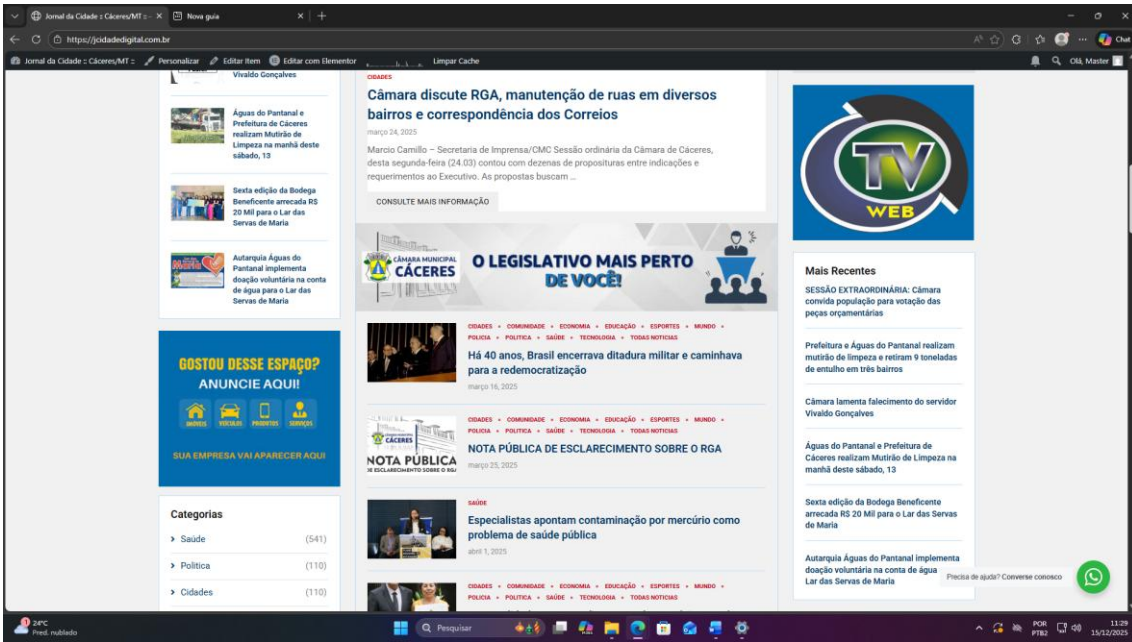 Jornal da Cidade :: Cáceres/MT ::
Nova guia
https://jcidadedigital.com.br
Chat
Jornal da Cidade :: Cáceres/MT ::
Personalizar
Editar Item
Editar com Elementor
Limpar Cache
Olá, Master
Vivaldo Gonçalves
Águas do Pantanal e
Prefeitura de Cáceres
realizam Mutirão de
Limpeza na manhã deste
sábado, 13
Sexta edição da Bodega
Beneficente arrecada R$
20 Mil para o Lar das
Servas de Maria
Autarquia Águas do
Pantanal implementa
doação voluntária na conta
de água para o Lar das
Servas de Maria
GOSTOU DESSE ESPAÇO?
ANUNCIE AQUI!
IMÓVEIS VEÍCULOS PRODUTOS SERVIÇOS
SUA EMPRESA VAI APARECER AQUI
Categorias
Saúde (541)
Politica (110)
Cidades (110)
CIDADES
Câmara discute RGA, manutenção de ruas em diversos
bairros e correspondência dos Correios
março 24, 2025
Marcio Camillo – Secretaria de Imprensa/CMC Sessão ordinária da Câmara de Cáceres,
desta segunda-feira (24.03) contou com dezenas de proposituras entre indicações e
requerimentos ao Executivo. As propostas buscam ...
CONSULTE MAIS INFORMAÇÃO
CÂMARA MUNICIPAL
CÁCERES
O LEGISLATIVO MAIS PERTO
DE VOCÊ!
CIDADES • COMUNIDADE • ECONOMIA • EDUCAÇÃO • ESPORTES • MUNDO •
POLICIA • POLITICA • SAÚDE • TECNOLOGIA • TODAS NOTICIAS
Há 40 anos, Brasil encerrava ditadura militar e caminhava
para a redemocratização
março 16, 2025
CÁCERES
NOTA PÚBLICA
DE ESCLARECIMENTO SOBRE O RGA
CIDADES • COMUNIDADE • ECONOMIA • EDUCAÇÃO • ESPORTES • MUNDO •
POLICIA • POLITICA • SAÚDE • TECNOLOGIA • TODAS NOTICIAS
NOTA PÚBLICA DE ESCLARECIMENTO SOBRE O RGA
março 25, 2025
SAÚDE
Especialistas apontam contaminação por mercúrio como
problema de saúde pública
abril 1, 2025
CIDADES • COMUNIDADE • ECONOMIA • EDUCAÇÃO • ESPORTES • MUNDO •
POLICIA • POLITICA • SAÚDE • TECNOLOGIA • TODAS NOTICIAS
TV
WEB
Mais Recentes
SESSÃO EXTRAORDINÁRIA: Câmara
convida população para votação das
peças orçamentárias
Prefeitura e Águas do Pantanal realizam
mutirão de limpeza e retiram 9 toneladas
de entulho em três bairros
Câmara lamenta falecimento do servidor
Vivaldo Gonçalves
Águas do Pantanal e Prefeitura de
Cáceres realizam Mutirão de Limpeza na
manhã deste sábado, 13
Sexta edição da Bodega Beneficente
arrecada R$ 20 Mil para o Lar das Servas
de Maria
Autarquia Águas do Pantanal implementa
doação voluntária na conta de água
Lar das Servas de Maria
Precisa de ajuda? Converse conosco
24°C
Pred. nublado
Pesquisar
POR
PTB2
11:29
15/12/2025